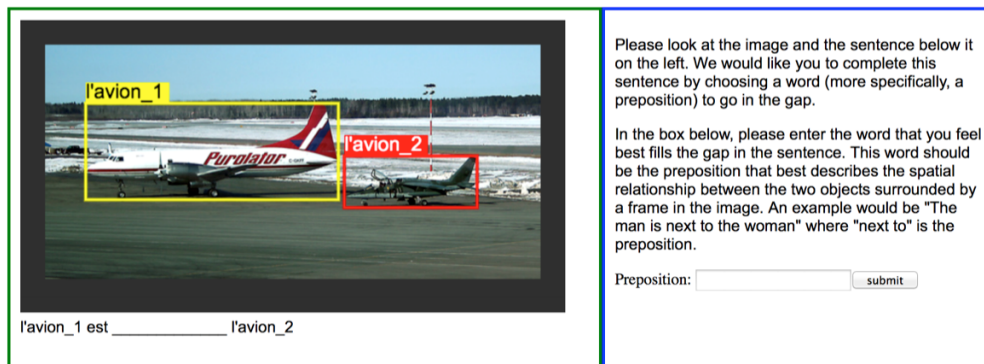 l'avion_1
l'avion_2
Purolator
l'avion_1 est ______________ l'avion_2
Please look at the image and the sentence below it
on the left. We would like you to complete this
sentence by choosing a word (more specifically, a
preposition) to go in the gap.
In the box below, please enter the word that you feel
best fills the gap in the sentence. This word should
be the preposition that best describes the spatial
relationship between the two objects surrounded by
a frame in the image. An example would be "The
man is next to the woman" where "next to" is the
preposition.
Preposition:
submit